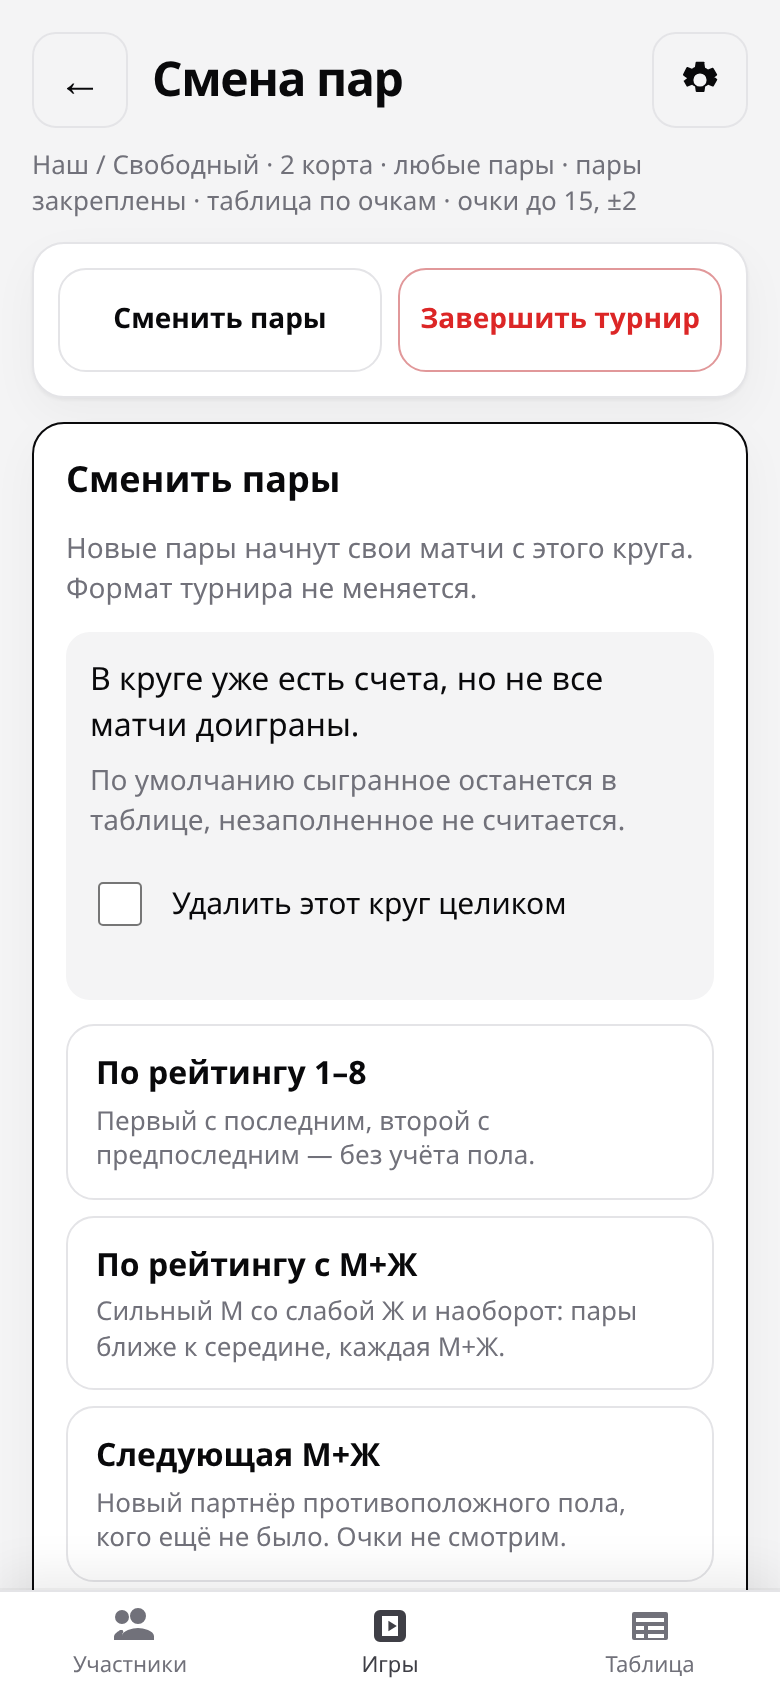 ←
Смена пар
Наш / Свободный · 2 корта · любые пары · пары
закреплены · таблица по очкам · очки до 15, ±2
Сменить пары
Завершить турнир
Сменить пары
Новые пары начнут свои матчи с этого круга.
Формат турнира не меняется.
В круге уже есть счета, но не все
матчи доиграны.
По умолчанию сыгранное останется в
таблице, незаполненное не считается.
Удалить этот круг целиком
По рейтингу 1–8
Первый с последним, второй с
предпоследним — без учёта пола.
По рейтингу с М+Ж
Сильный М со слабой Ж и наоборот: пары
ближе к середине, каждая М+Ж.
Следующая М+Ж
Новый партнёр противоположного пола,
кого ещё не было. Очки не смотрим.
Участники
Игры
Таблица